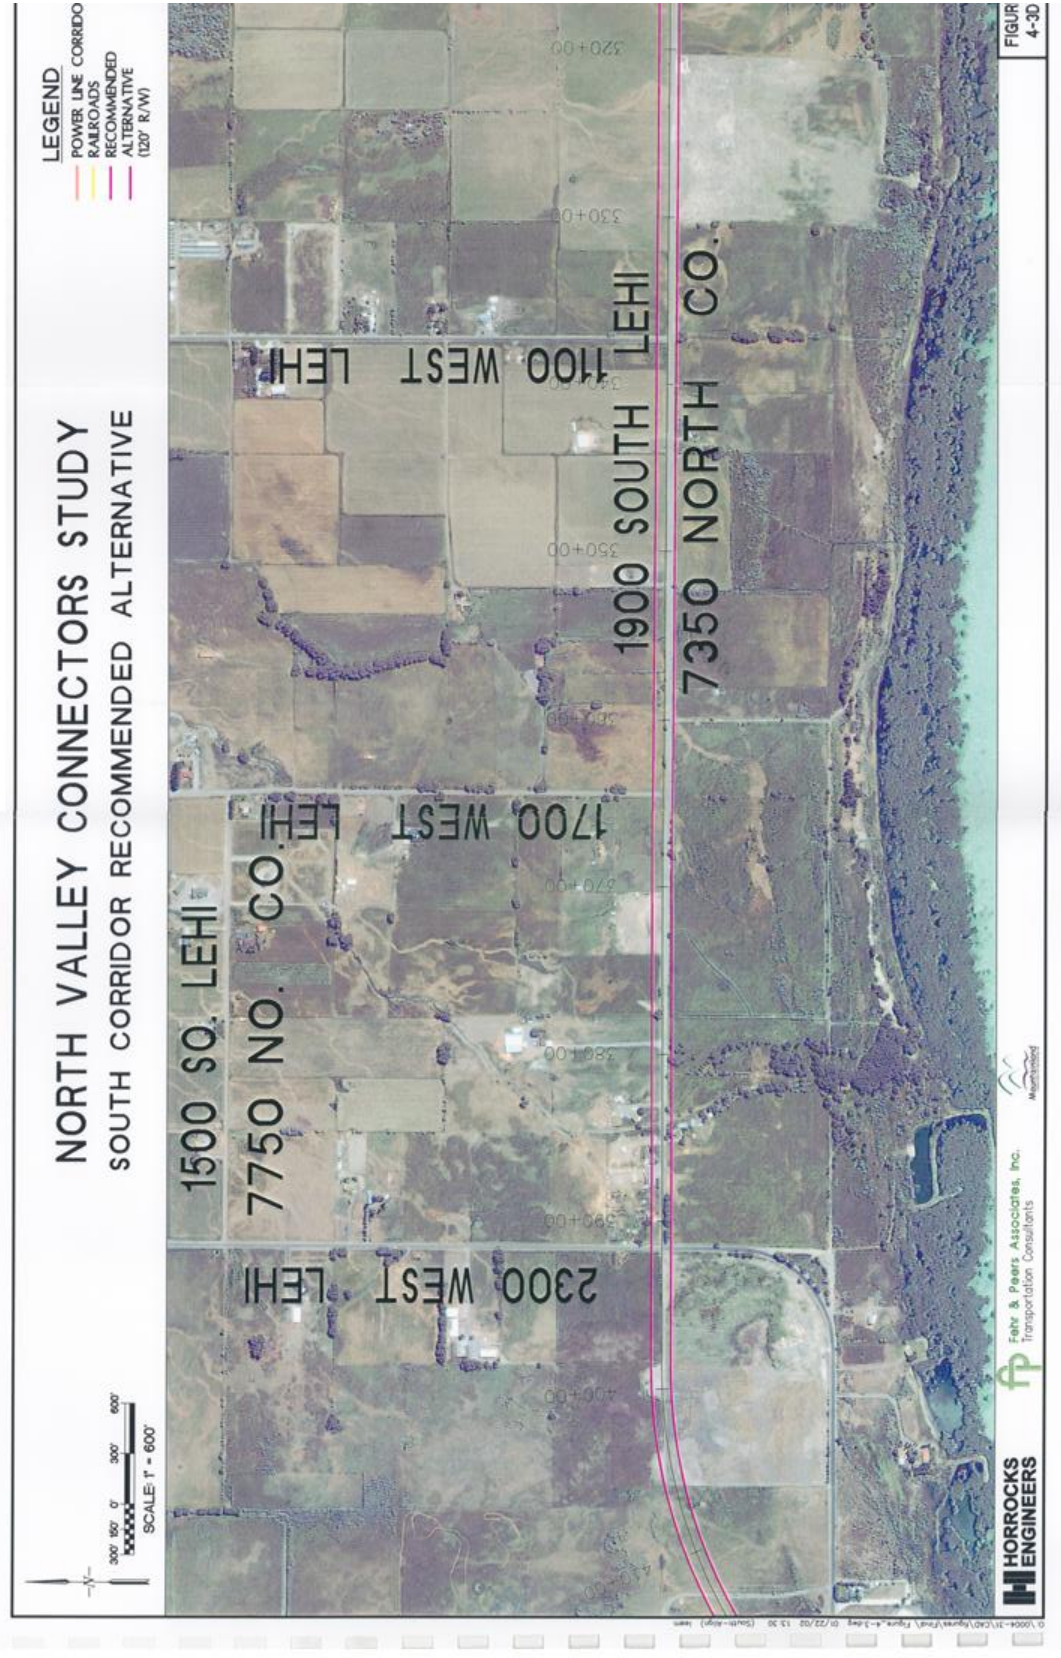 NORTH VALLEY CONNECTORS STUDY
SOUTH CORRIDOR RECOMMENDED ALTERNATIVE
300' 150' 0' 300' 600'
SCALE: 1" = 600'
-N-
LEGEND
POWER LINE CORRIDO
RAILROADS
RECOMMENDED
ALTERNATIVE
(120' R/W)
1500 SO. LEHI
7750 NO. CO.
2300 WEST LEHI
1700 WEST LEHI
1100 WEST LEHI
1900 SOUTH LEHI
7350 NORTH CO.
320+00
330+00
340+00
350+00
360+00
370+00
380+00
390+00
400+00
HORROCKS
ENGINEERS
fp
Fehr & Peers Associates, Inc.
Transportation Consultants
Mountainland
FIGUR
4-3D